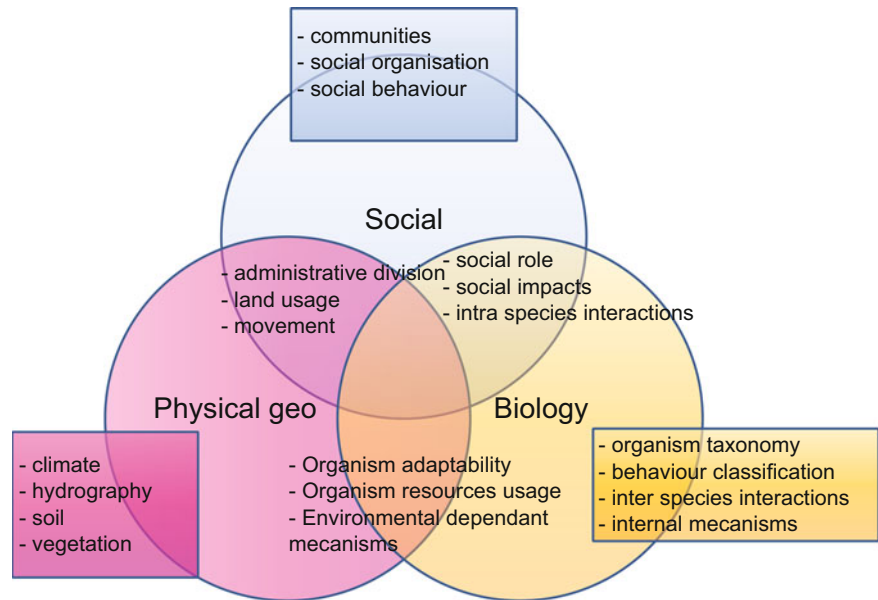 - communities
- social organisation
- social behaviour
Social
- administrative division
- land usage
- movement
- social role
- social impacts
- intra species interactions
Physical geo
Biology
- climate
- hydrography
- soil
- vegetation
- Organism adaptability
- Organism resources usage
- Environmental dependant
mecanisms
- organism taxonomy
- behaviour classification
- inter species interactions
- internal mecanisms